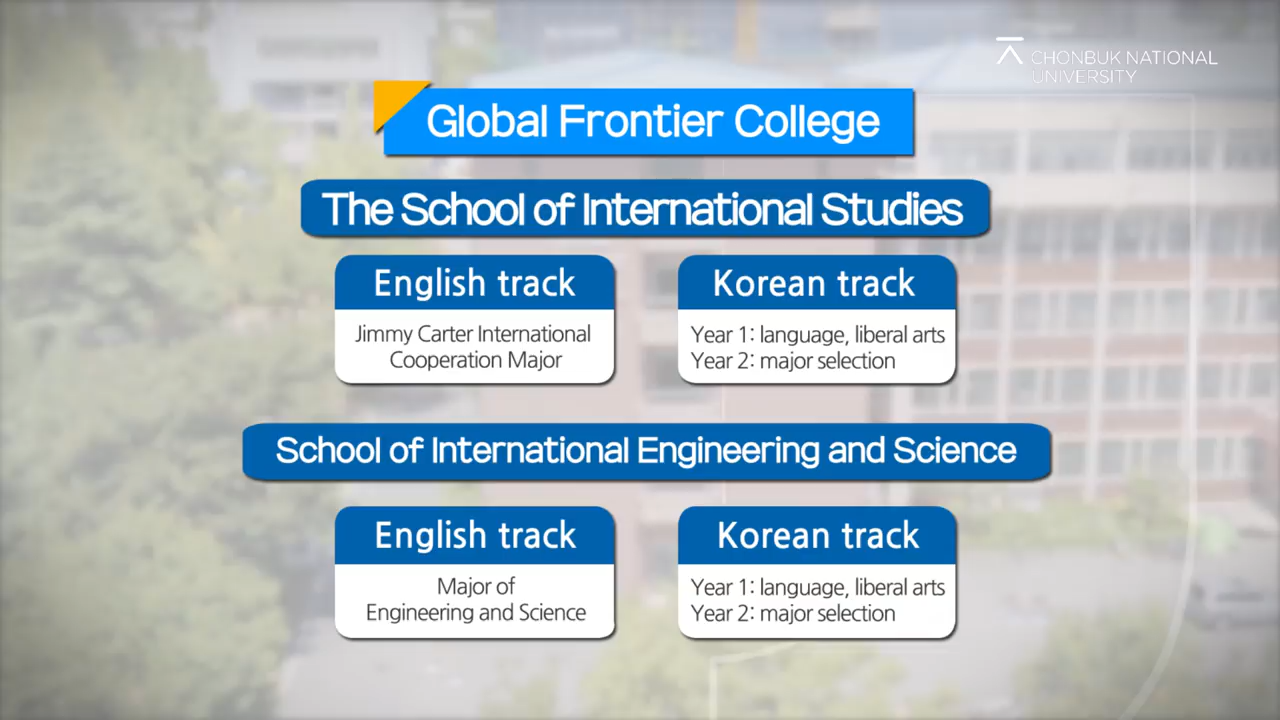 CHONBUK NATIONAL
UNIVERSITY
Global Frontier College
The School of International Studies
English track
Jimmy Carter International
Cooperation Major
Korean track
Year 1: language, liberal arts
Year 2: major selection
School of International Engineering and Science
English track
Major of
Engineering and Science
Korean track
Year 1: language, liberal arts
Year 2: major selection